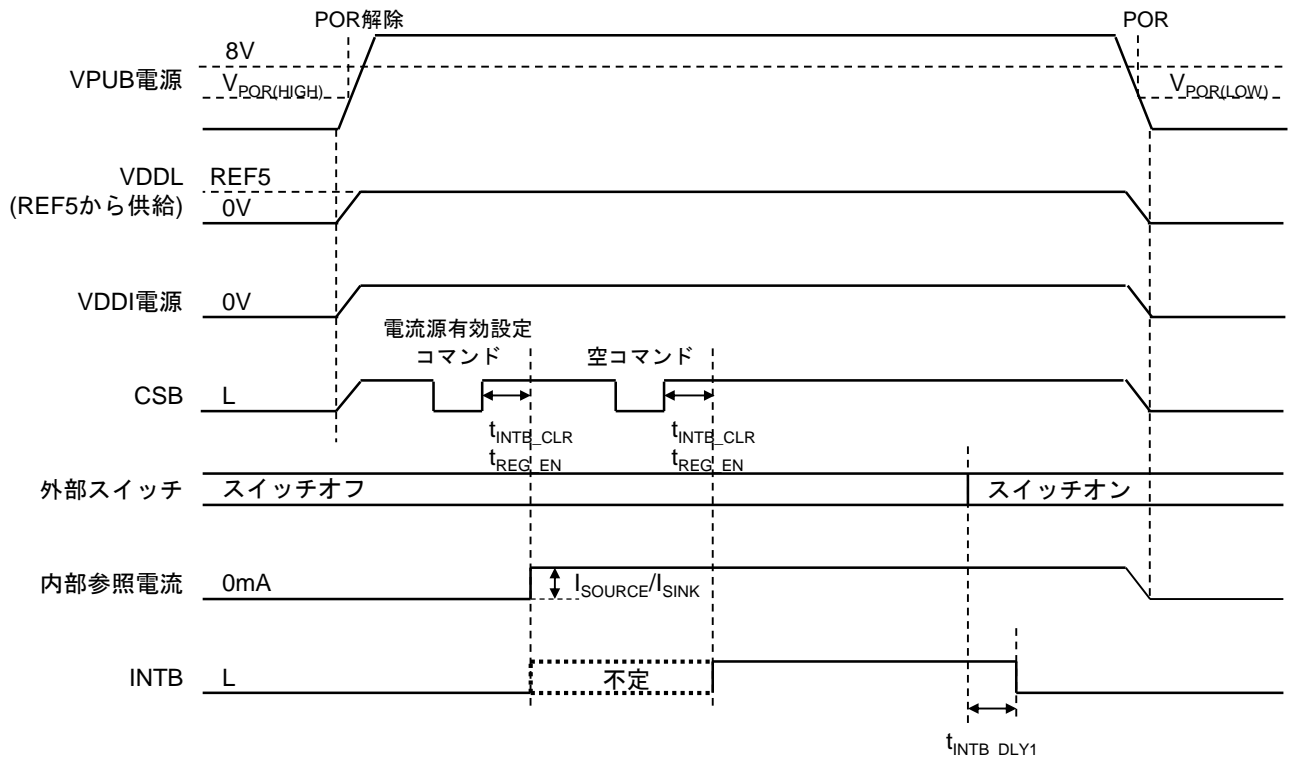 POR解除
POR
8V
VPUB電源
VPOR(HIGH)
VPOR(LOW)
VDDL
REF5
(REF5から供給)
0V
VDDI電源
0V
電流源有効設定
コマンド
空コマンド
CSB
L
tINTB_CLR
tREG_EN
tINTB_CLR
tREG_EN
外部スイッチ
スイッチオフ
スイッチオン
内部参照電流
0mA
ISOURCE/ISINK
INTB
L
不定
tINTB_DLY1